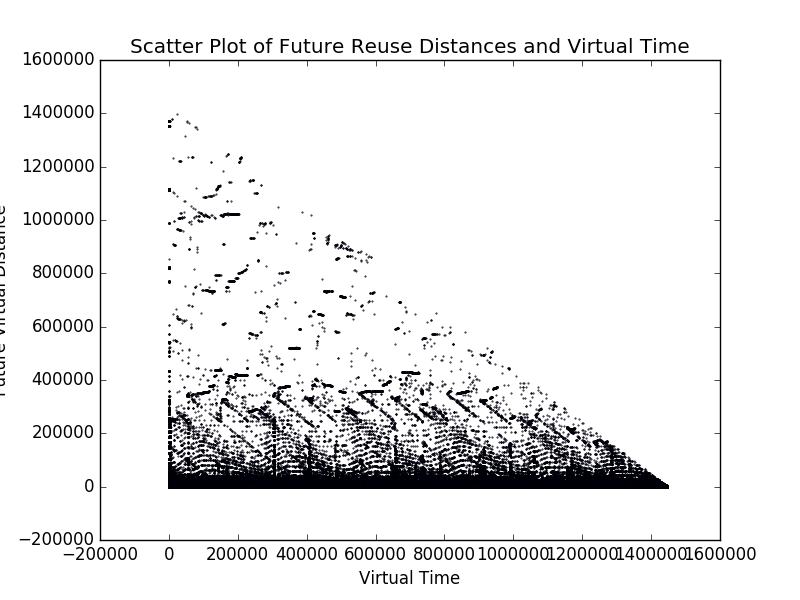 Scatter Plot of Future Reuse Distances and Virtual Time
1600000
1400000
1200000
1000000
800000
600000
400000
200000
0
−200000
Future Virtual Distance
−200000 0 200000 400000 600000 800000 1000000 1200000 1400000 1600000
Virtual Time